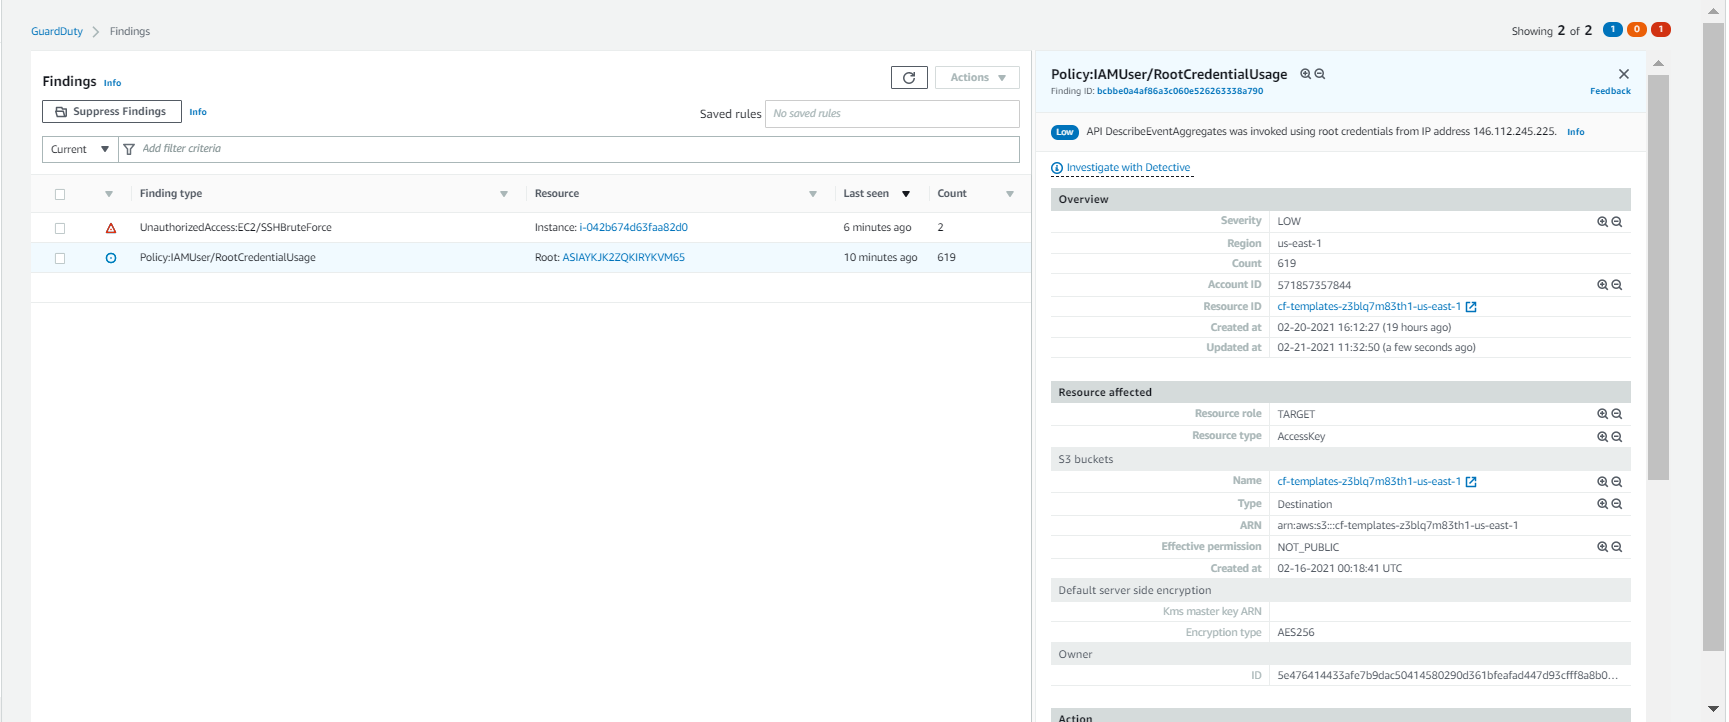 GuardDuty > Findings
Showing 2 of 2 1 0 1
Findings Info
Actions
Suppress Findings Info
Saved rules No saved rules
Current Add filter criteria
Finding type Resource Last seen Count
UnauthorizedAccess:EC2/SSHBruteForce Instance: i-042b674d63faa82d0 6 minutes ago 2
Policy:IAMUser/RootCredentialUsage Root: ASIAYKJK2ZQKIRYKVM65 10 minutes ago 619
Policy:IAMUser/RootCredentialUsage
Finding ID: bcbbe0a4af86a3c060e526263338a790 Feedback
Low API DescribeEventAggregates was invoked using root credentials from IP address 146.112.245.225. Info
Investigate with Detective
Overview
Severity LOW
Region us-east-1
Count 619
Account ID 571857357844
Resource ID cf-templates-z3blq7m83th1-us-east-1
Created at 02-20-2021 16:12:27 (19 hours ago)
Updated at 02-21-2021 11:32:50 (a few seconds ago)
Resource affected
Resource role TARGET
Resource type AccessKey
S3 buckets
Name cf-templates-z3blq7m83th1-us-east-1
Type Destination
ARN arn:aws:s3:::cf-templates-z3blq7m83th1-us-east-1
Effective permission NOT_PUBLIC
Created at 02-16-2021 00:18:41 UTC
Default server side encryption
Kms master key ARN
Encryption type AES256
Owner
ID 5e476414433afe7b9dac50414580290d361bfeafad447d93cfff8a8b0...
Action